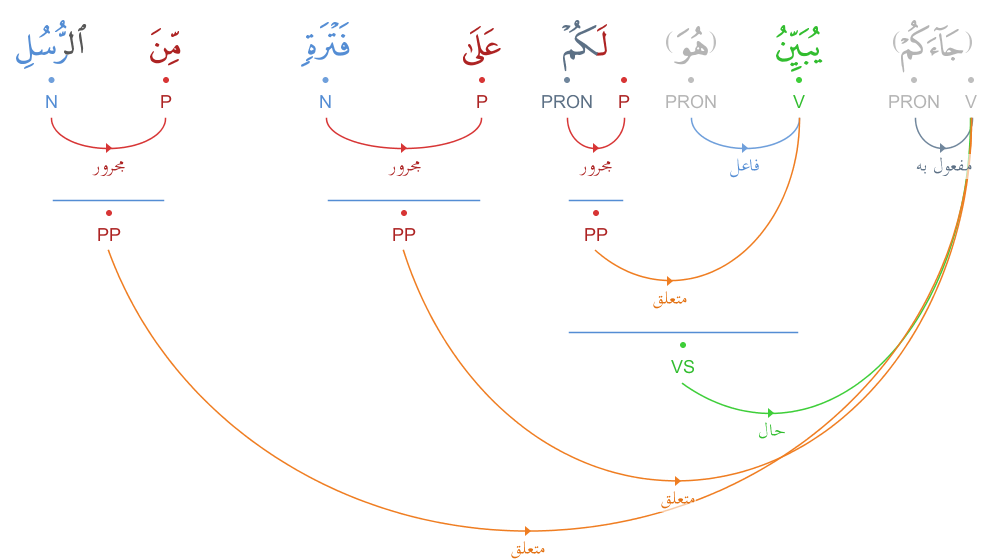 (جَآءَكُمْ) يُبَيِّنُ (هُوَ) لَكُمْ عَلَىٰ فَتْرَةٍۢ مِّنَ ٱلرُّسُلِ
V PRON V PRON P PRON P N P N
مفعول به فاعل مجرور مجرور مجرور
PP PP PP
متعلق
VS
حال
متعلق
متعلق